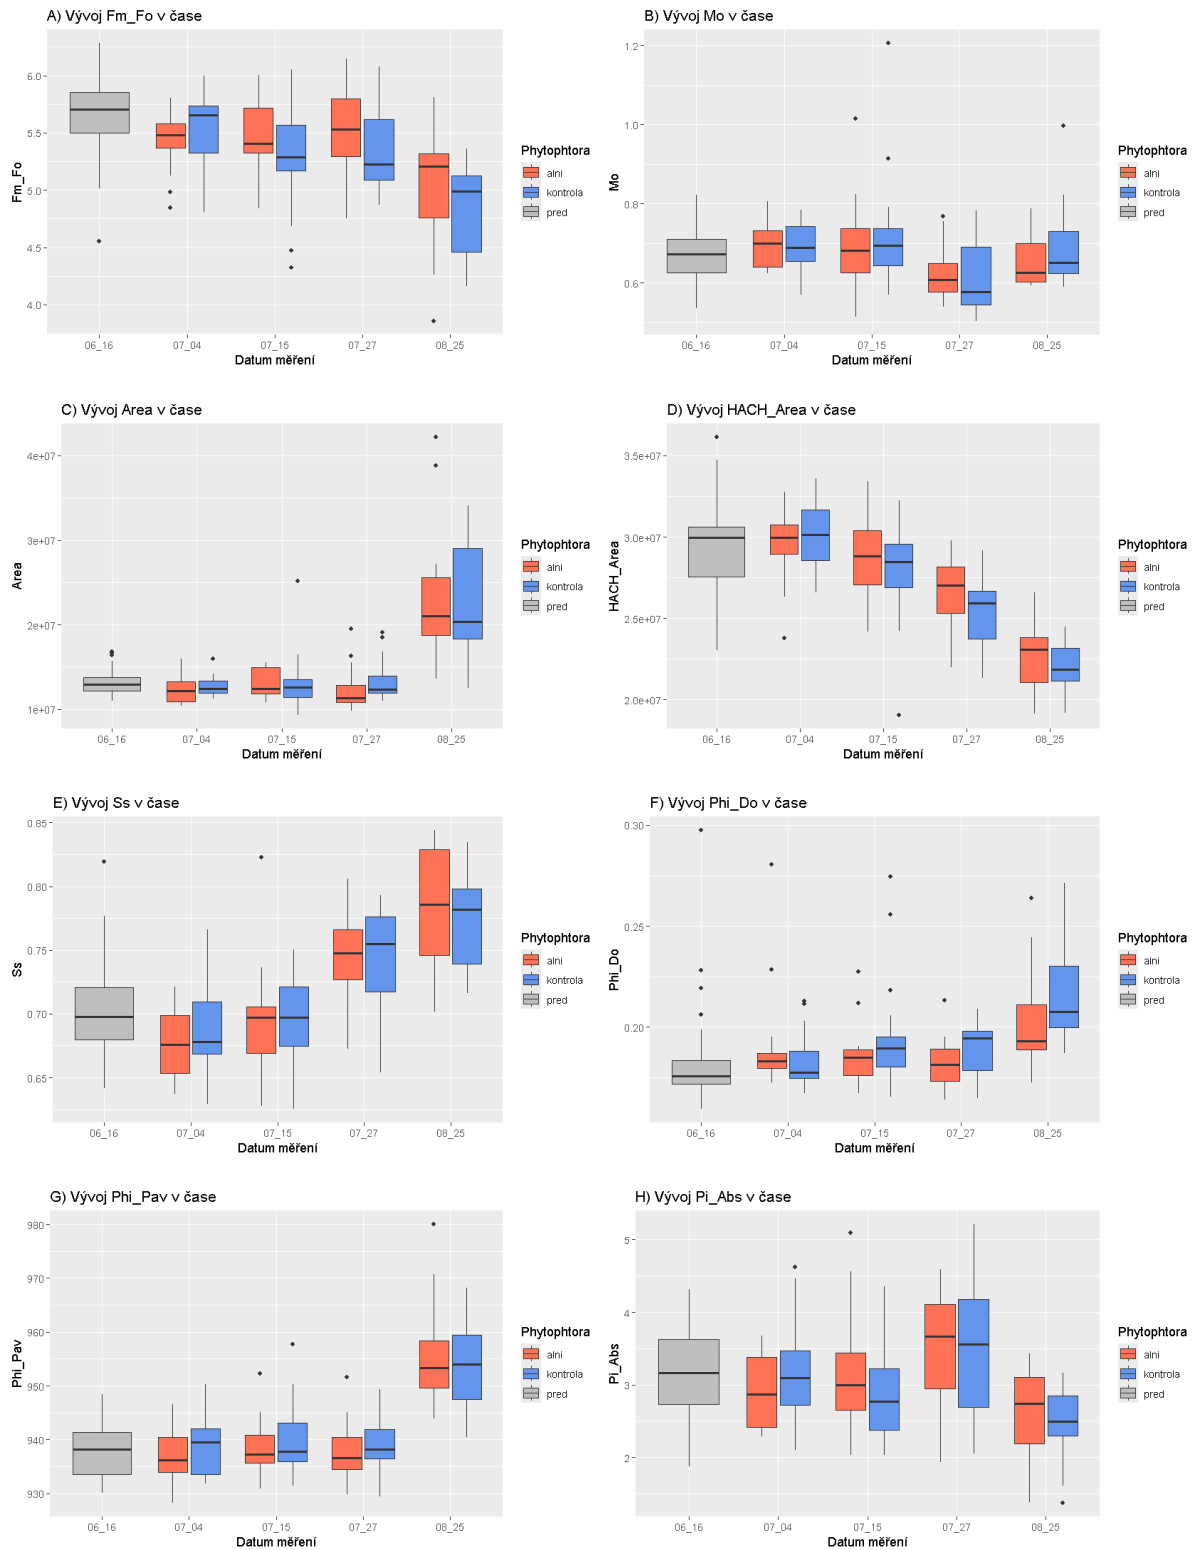 A) Vývoj Fm_Fo v čase
Fm_Fo
6.0
5.5
5.0
4.5
4.0
06_16
07_04
07_15
07_27
08_25
Datum měření
Phytophtora
alni
kontrola
pred
B) Vývoj Mo v čase
Mo
1.2
1.0
0.8
0.6
06_16
07_04
07_15
07_27
08_25
Datum měření
Phytophtora
alni
kontrola
pred
C) Vývoj Area v čase
Area
4e+07
3e+07
2e+07
1e+07
06_16
07_04
07_15
07_27
08_25
Datum měření
Phytophtora
alni
kontrola
pred
D) Vývoj HACH_Area v čase
HACH_Area
3.5e+07
3.0e+07
2.5e+07
2.0e+07
06_16
07_04
07_15
07_27
08_25
Datum měření
Phytophtora
alni
kontrola
pred
E) Vývoj Ss v čase
Ss
0.85
0.80
0.75
0.70
0.65
06_16
07_04
07_15
07_27
08_25
Datum měření
Phytophtora
alni
kontrola
pred
F) Vývoj Phi_Do v čase
Phi_Do
0.30
0.25
0.20
06_16
07_04
07_15
07_27
08_25
Datum měření
Phytophtora
alni
kontrola
pred
G) Vývoj Phi_Pav v čase
Phi_Pav
980
970
960
950
940
930
06_16
07_04
07_15
07_27
08_25
Datum měření
Phytophtora
alni
kontrola
pred
H) Vývoj Pi_Abs v čase
Pi_Abs
5
4
3
2
06_16
07_04
07_15
07_27
08_25
Datum měření
Phytophtora
alni
kontrola
pred